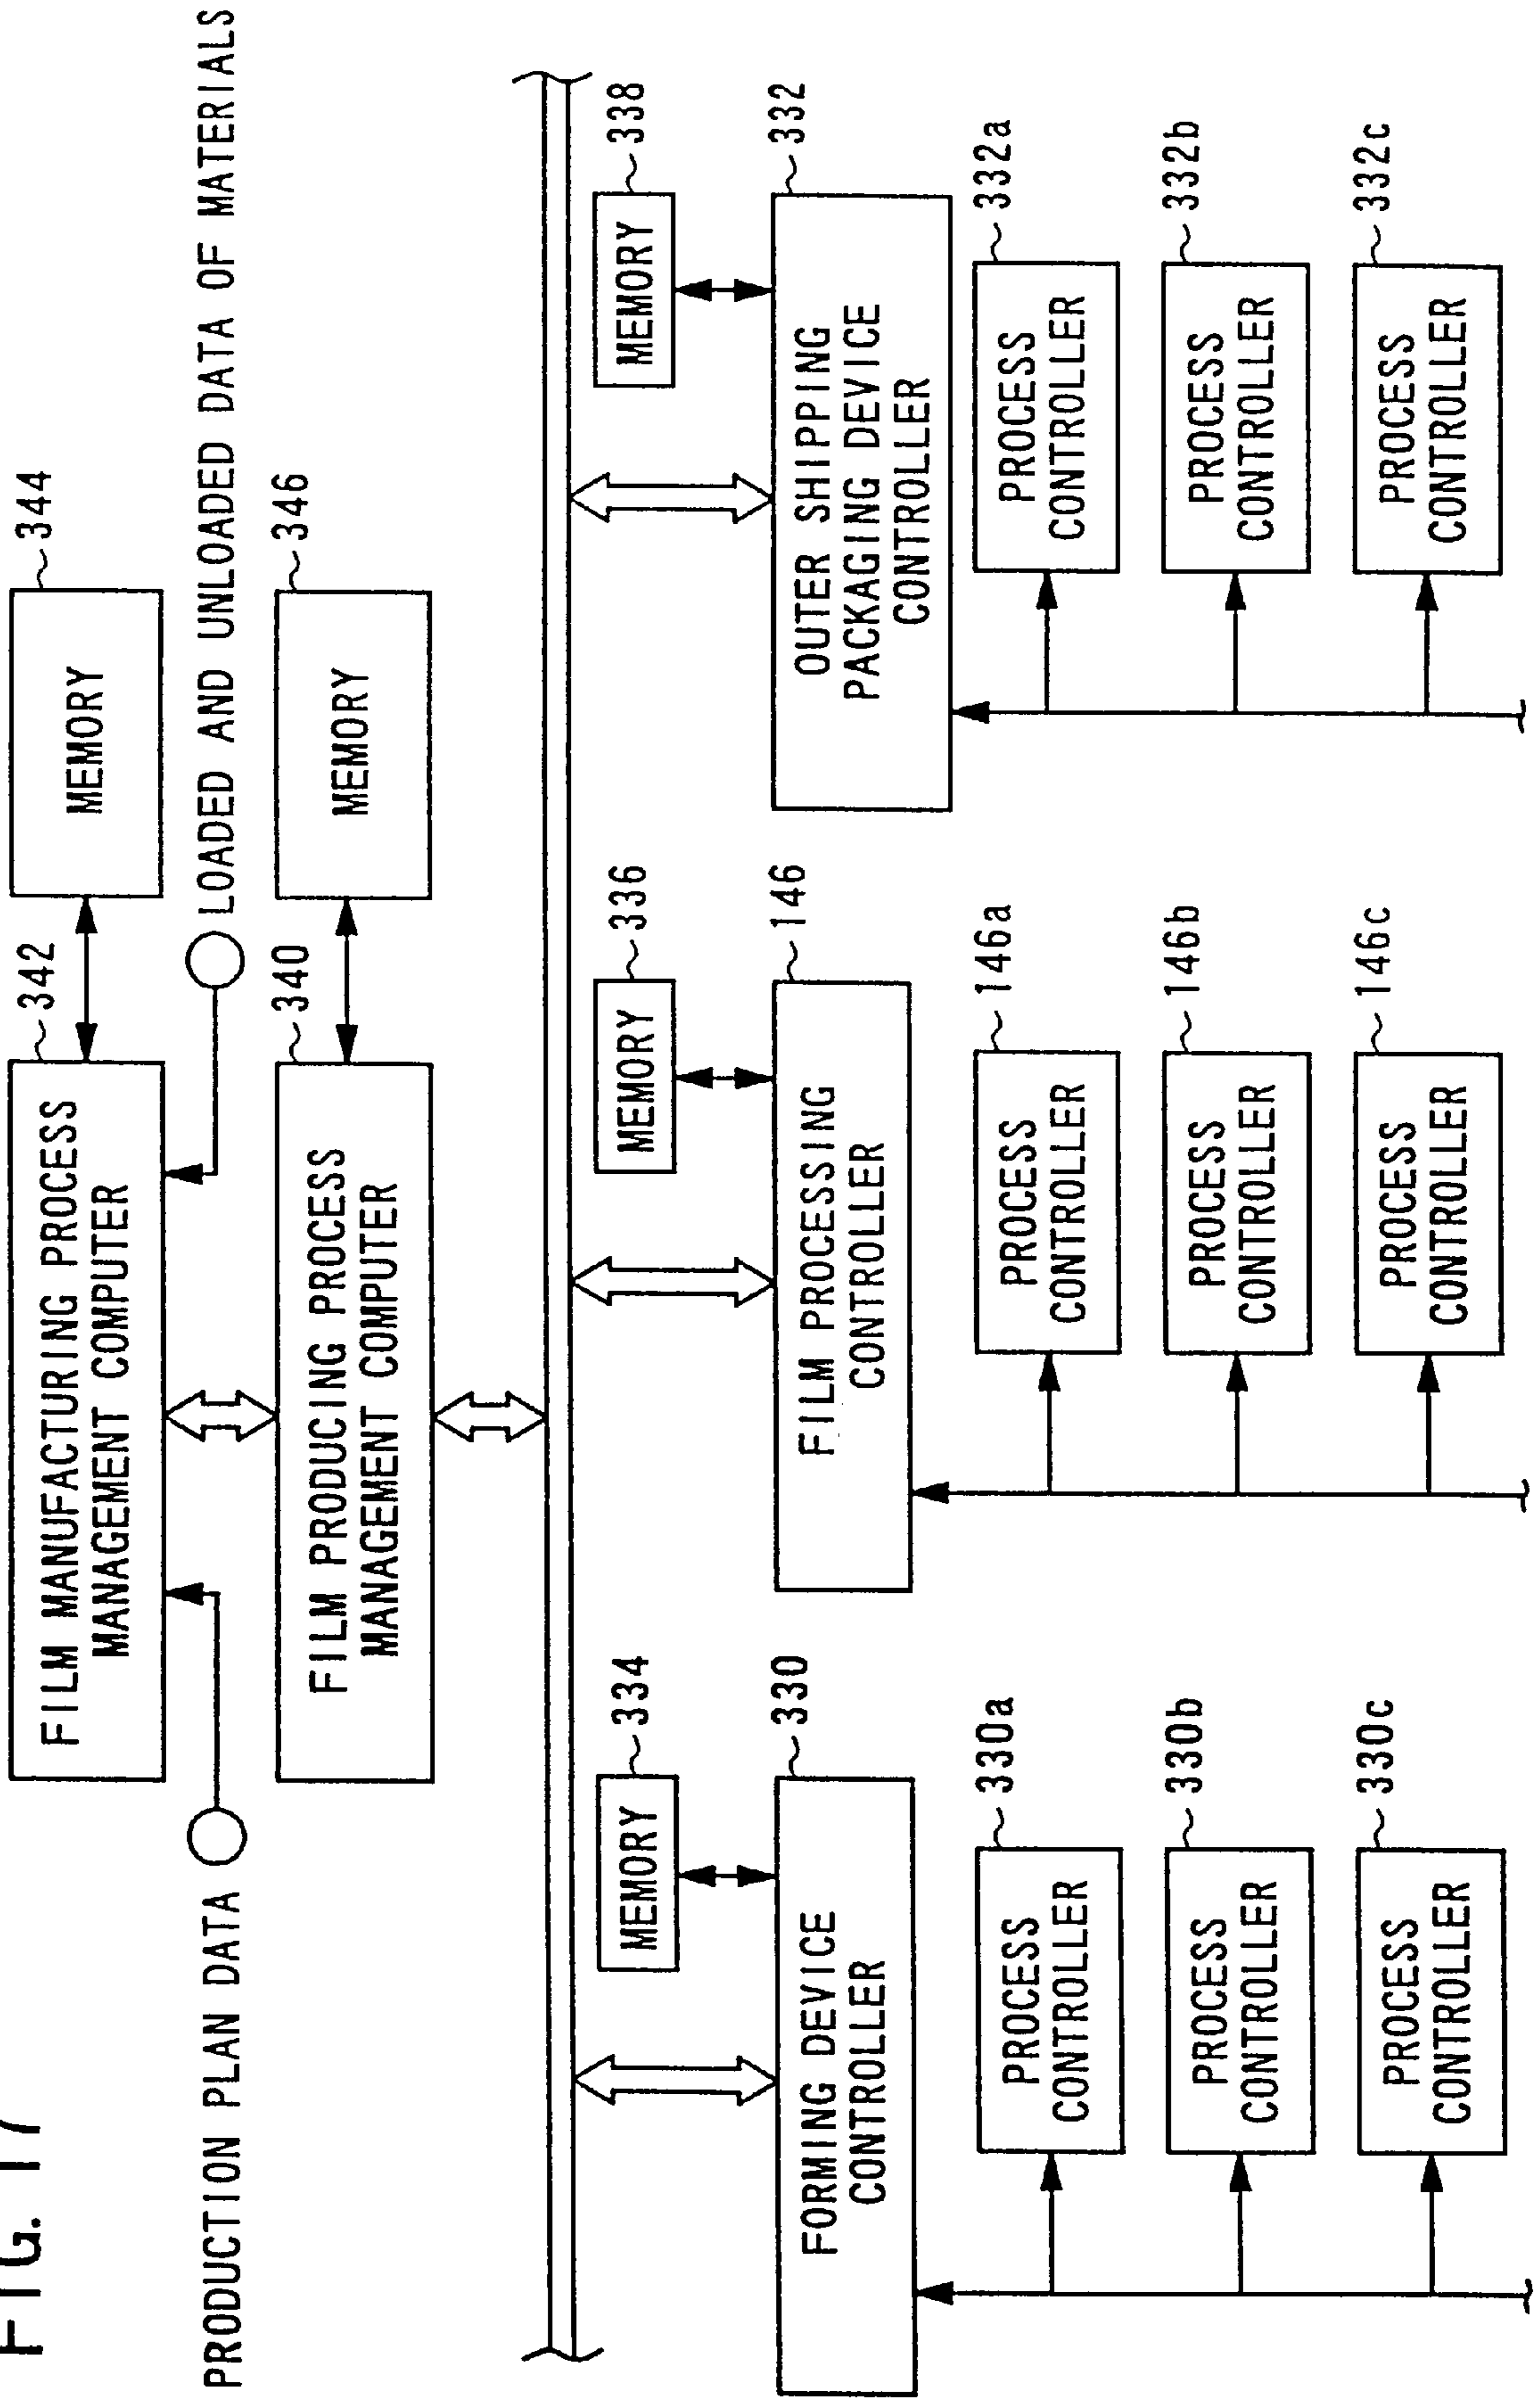 FIG. 17
FILM MANUFACTURING PROCESS
MANAGEMENT COMPUTER
342
MEMORY
344
PRODUCTION PLAN DATA
LOADED AND UNLOADED DATA OF MATERIALS
FILM PRODUCING PROCESS
MANAGEMENT COMPUTER
340
MEMORY
346
MEMORY
334
FORMING DEVICE
CONTROLLER
330
PROCESS
CONTROLLER
330a
PROCESS
CONTROLLER
330b
PROCESS
CONTROLLER
330c
MEMORY
336
FILM PROCESSING
CONTROLLER
146
PROCESS
CONTROLLER
146a
PROCESS
CONTROLLER
146b
PROCESS
CONTROLLER
146c
MEMORY
338
OUTER SHIPPING
PACKAGING DEVICE
CONTROLLER
332
PROCESS
CONTROLLER
332a
PROCESS
CONTROLLER
332b
PROCESS
CONTROLLER
332c